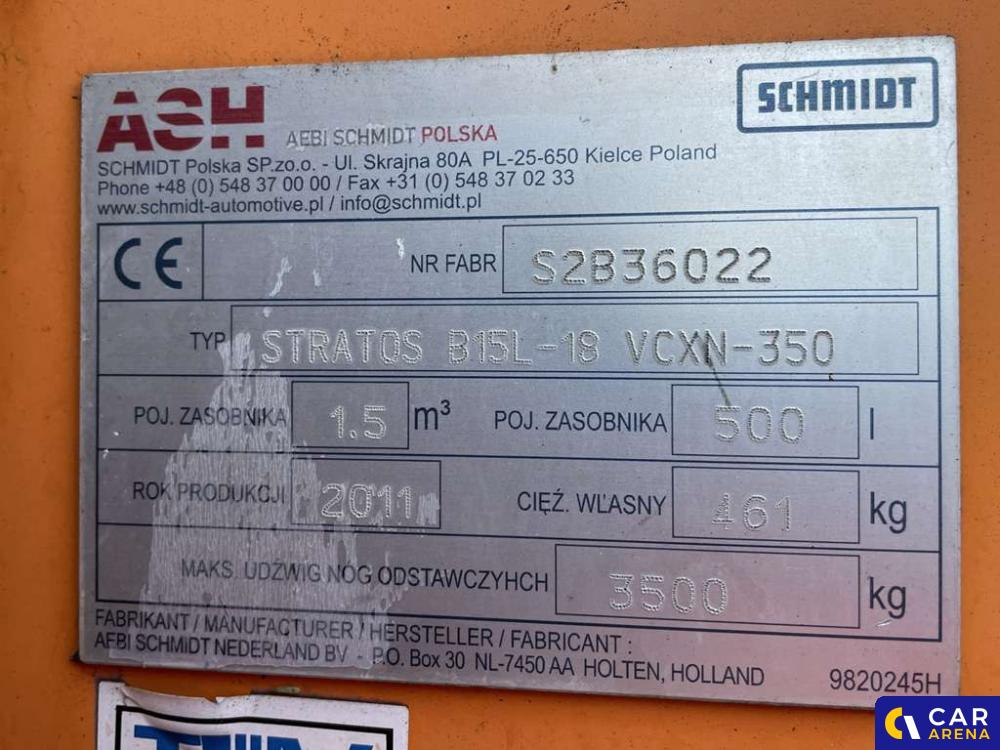 ASH AEBI SCHMIDT POLSKA SCHMIDT
SCHMIDT Polska SP.zo.o. - Ul. Skrajna 80A PL-25-650 Kielce Poland
Phone +48 (0) 548 37 00 00 / Fax +31 (0) 548 37 02 33
www.schmidt-automotive.pl / info@schmidt.pl
CE NR FABR S2B36022
TYP STRATOS B15L-18 VCXN-350
POJ. ZASOBNIKA 1.5 m³ POJ. ZASOBNIKA 500 l
ROK PRODUKCJI 2011 CIĘŻ. WŁASNY 461 kg
MAKS. UDŹWIG NÓG ODSTAWCZYHCH 3500 kg
FABRIKANT / MANUFACTURER / HERSTELLER / FABRICANT :
AEBI SCHMIDT NEDERLAND BV - P.O. Box 30 NL-7450 AA HOLTEN, HOLLAND 9820245H
CAR
ARENA